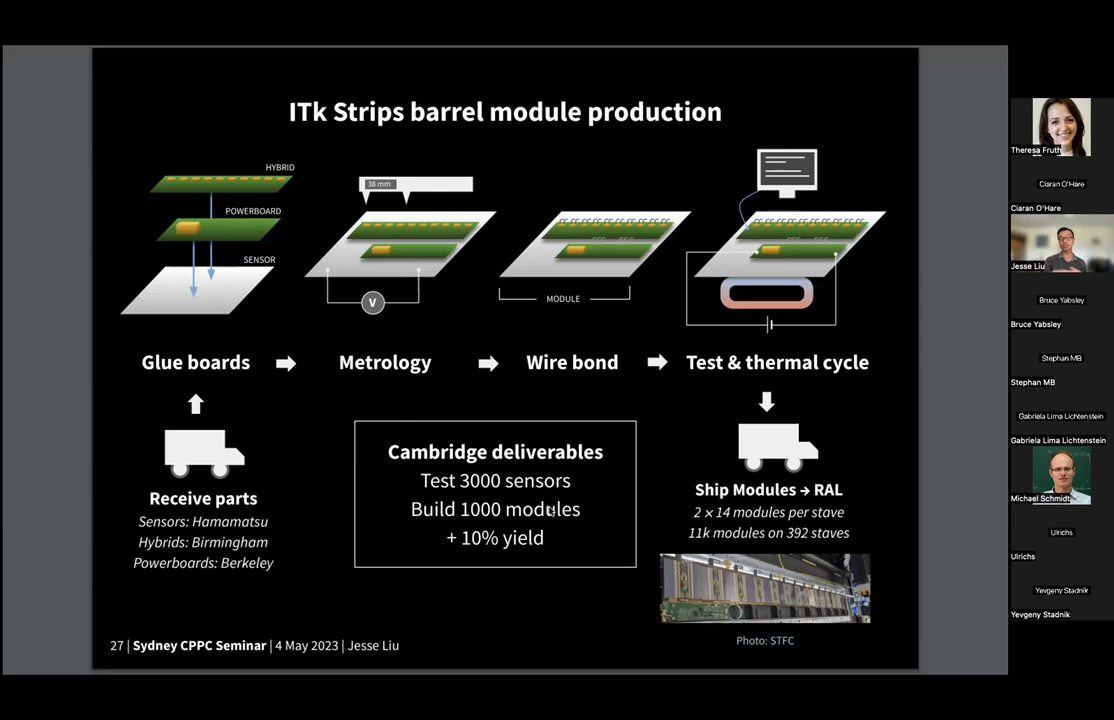 ITk Strips barrel module production
HYBRID
POWERBOARD
SENSOR
38 mm
V
MODULE
Glue boards
Metrology
Wire bond
Test & thermal cycle
Receive parts
Sensors: Hamamatsu
Hybrids: Birmingham
Powerboards: Berkeley
Cambridge deliverables
Test 3000 sensors
Build 1000 modules
+ 10% yield
Ship Modules → RAL
2 × 14 modules per stave
11k modules on 392 staves
Photo: STFC
27 | Sydney CPPC Seminar | 4 May 2023 | Jesse Liu
Theresa Fruth
Ciaran O'Hare
Ciaran O'Hare
Jesse Liu
Bruce Yabsley
Bruce Yabsley
Stephan MB
Stephan MB
Gabriela Lima Lichtenstein
Gabriela Lima Lichtenstein
Michael Schmidt
Ulrichs
Ulrichs
Yevgeny Stadnik
Yevgeny Stadnik